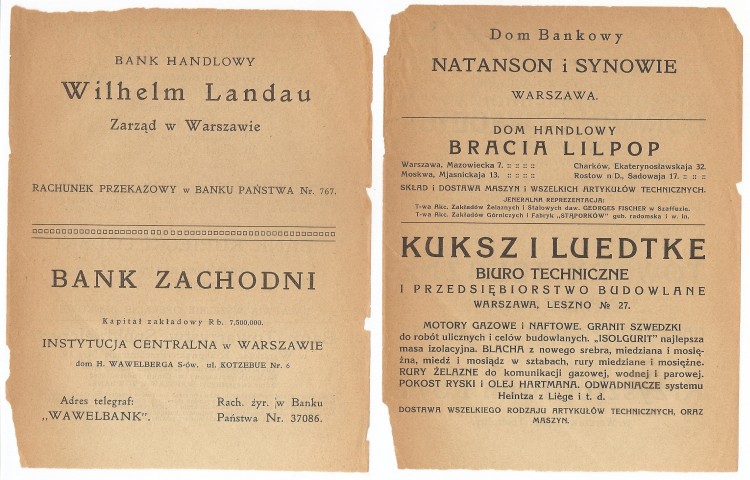 BANK HANDLOWY
Wilhelm Landau
Zarząd w Warszawie
RACHUNEK PRZEKAZOWY w BANKU PAŃSTWA Nr. 767.
BANK ZACHODNI
Kapitał zakładowy Rb. 7,500,000.
INSTYTUCJA CENTRALNA w WARSZAWIE
dom H. WAWELBERGA S-ów, ul. KOTZEBUE Nr. 6
Adres telegraf:
„WAWELBANK".
Rach. żyr. w Banku
Państwa Nr. 37086.
Dom Bankowy
NATANSON i SYNOWIE
WARSZAWA.
DOM HANDLOWY
BRACIA LILPOP
Warszawa, Mazowiecka 7. :: :: :: :: Charków, Ekaterynosławskaja 32.
Moskwa, Mjasnickaja 13. :: :: :: :: Rostow n D., Sadowaja 17. :: :: ::
SKŁAD I DOSTAWA MASZYN I WSZELKICH ARTYKUŁÓW TECHNICZNYCH.
JENERALNA REPREZENTACJA:
T-wa Akc. Zakładów Żelaznych i Stalowych daw. GEORGES FISCHER w Szaffuzie.
T-wa Akc. Zakładów Górniczych i Fabryk „STĄPORKÓW" gub. radomska i w. in.
KUKSZ I LUEDTKE
BIURO TECHNICZNE
I PRZEDSIĘBIORSTWO BUDOWLANE
WARSZAWA, LESZNO № 27.
MOTORY GAZOWE I NAFTOWE. GRANIT SZWEDZKI
do robót ulicznych i celów budowlanych. „ISOLGURIT" najlepsza
masa izolacyjna. BLACHA z nowego srebra, miedziana i mosię-
żna, miedź i mosiądz w sztabach, rury miedziane i mosiężne.
RURY ŻELAZNE do komunikacji gazowej, wodnej i parowej.
POKOST RYSKI i OLEJ HARTMANA. ODWADNIACZE systemu
Heintza z Liège i t. d.
DOSTAWA WSZELKIEGO RODZAJU ARTYKUŁÓW TECHNICZNYCH, ORAZ
MASZYN.